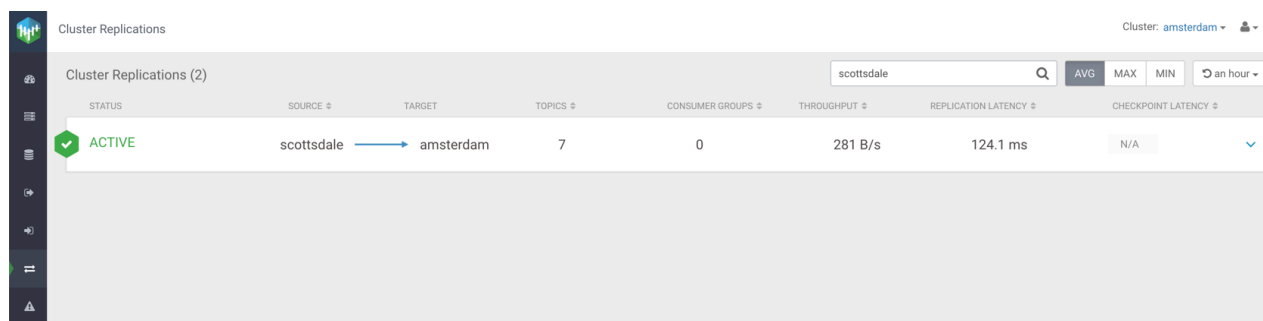 Cluster Replications
Cluster: amsterdam
Cluster Replications (2)
scottsdale
AVG MAX MIN
an hour
STATUS SOURCE TARGET TOPICS CONSUMER GROUPS THROUGHPUT REPLICATION LATENCY CHECKPOINT LATENCY
ACTIVE scottsdale amsterdam 7 0 281 B/s 124.1 ms N/A